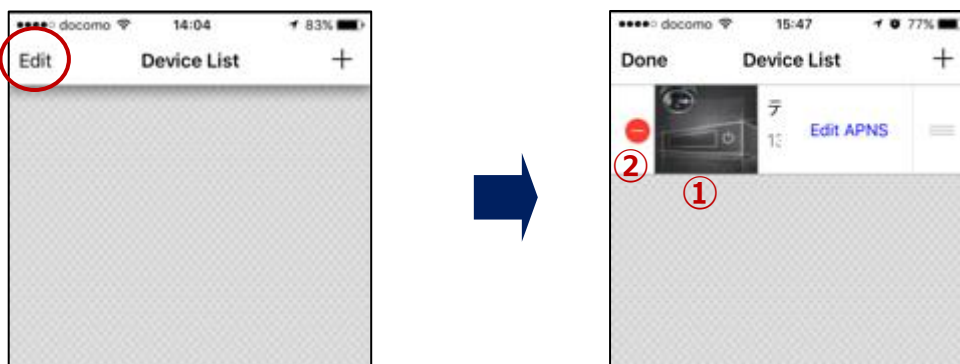 docomo 14:04 83%
Edit Device List +
docomo 15:47 77%
Done Device List +
テ
Edit APNS
②
①